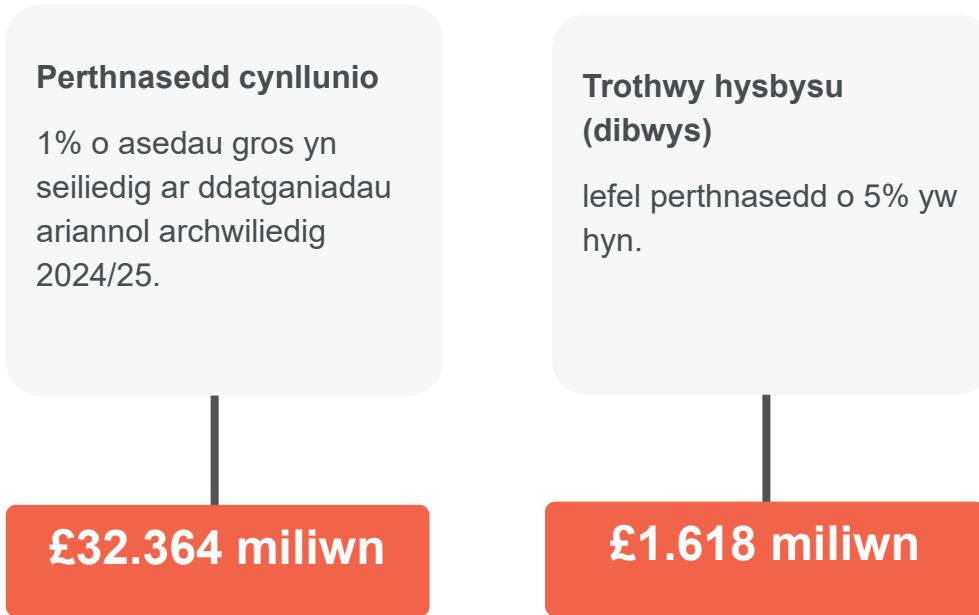 Perthnasedd cynllunio
1% o asedau gros yn
seiliedig ar ddatganiadau
ariannol archwiliedig
2024/25.
£32.364 miliwn
Trothwy hysbysu
(dibwys)
lefel perthnasedd o 5% yw
hyn.
£1.618 miliwn